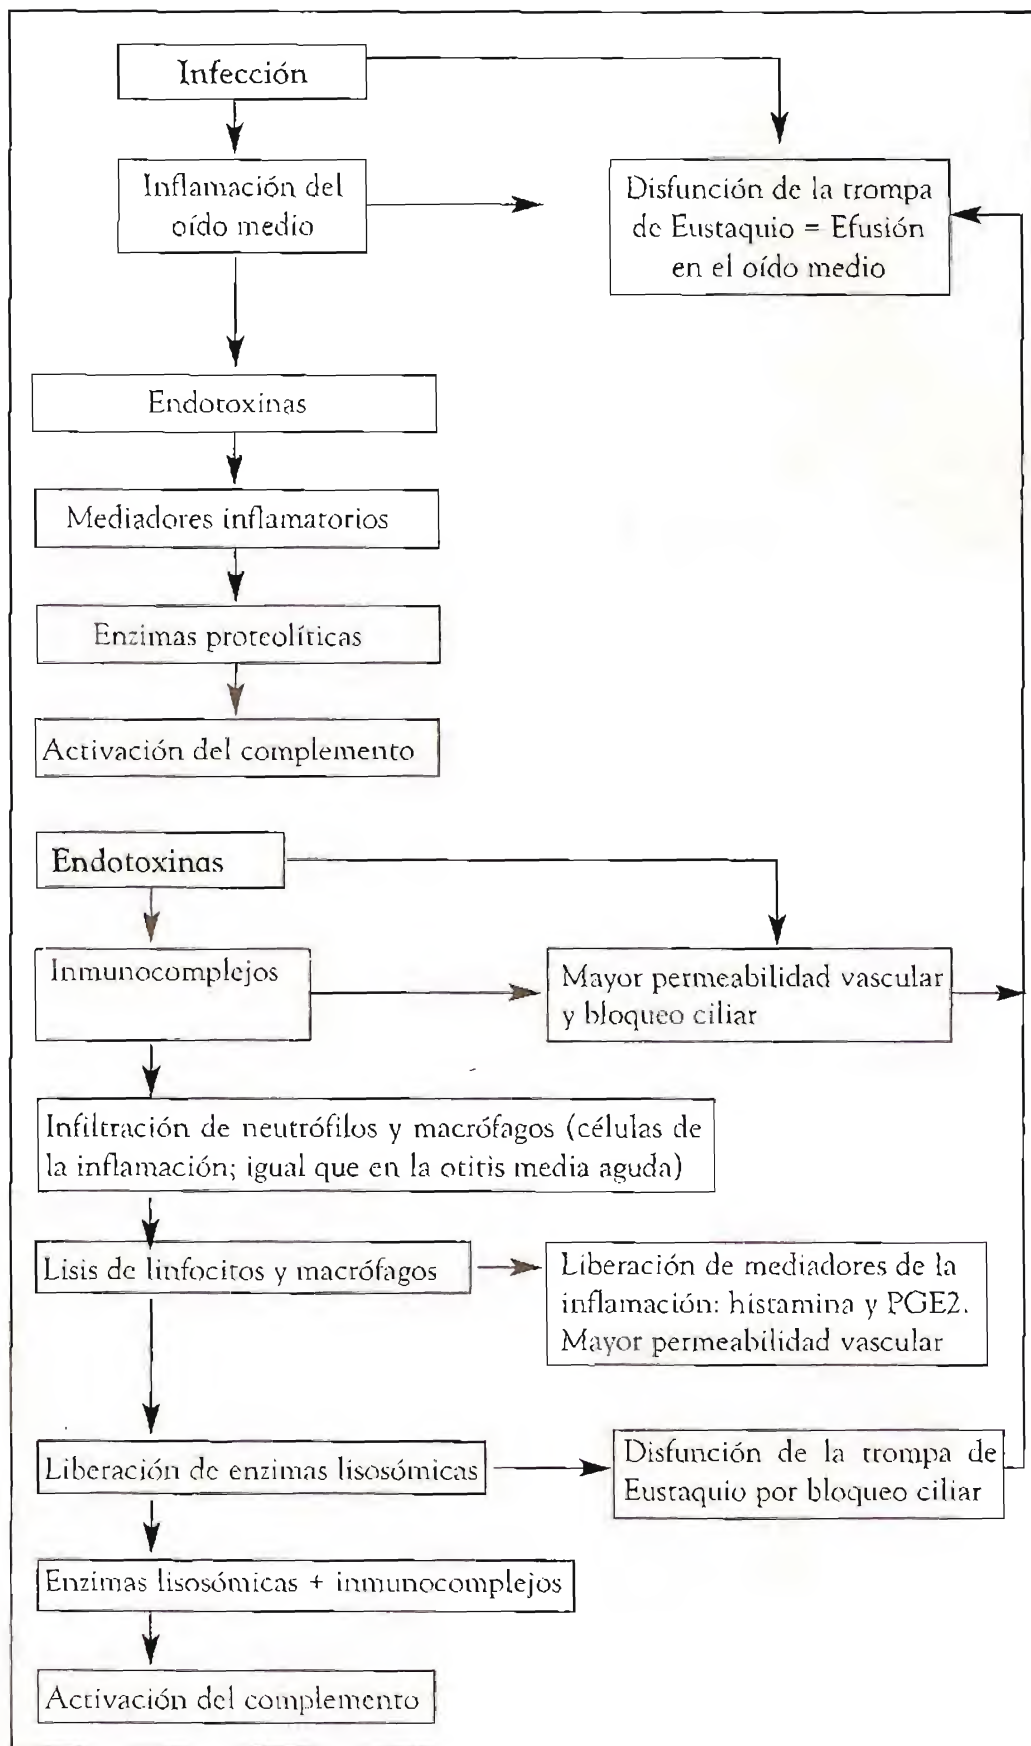 Infección
Inflamación del
oído medio
Disfunción de la trompa
de Eustaquio = Efusión
en el oído medio
Endotoxinas
Mediadores inflamatorios
Enzimas proteolíticas
Activación del complemento
Endotoxinas
Inmunocomplejos
Mayor permeabilidad vascular
y bloqueo ciliar
Infiltración de neutrófilos y macrófagos (células de
la inflamación; igual que en la otitis media aguda)
Lisis de linfocitos y macrófagos
Liberación de mediadores de la
inflamación: histamina y PGE2.
Mayor permeabilidad vascular
Liberación de enzimas lisosómicas
Disfunción de la trompa de
Eustaquio por bloqueo ciliar
Enzimas lisosómicas + inmunocomplejos
Activación del complemento